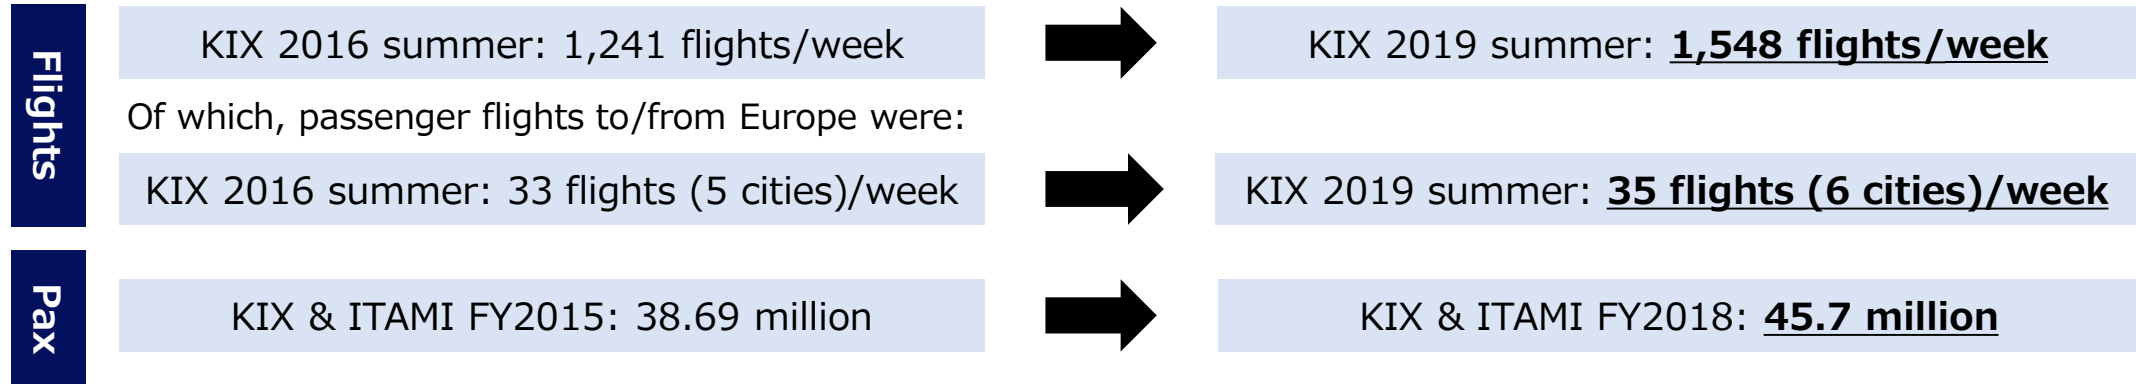 Flights
KIX 2016 summer: 1,241 flights/week
KIX 2019 summer: 1,548 flights/week
Of which, passenger flights to/from Europe were:
KIX 2016 summer: 33 flights (5 cities)/week
KIX 2019 summer: 35 flights (6 cities)/week
Pax
KIX & ITAMI FY2015: 38.69 million
KIX & ITAMI FY2018: 45.7 million